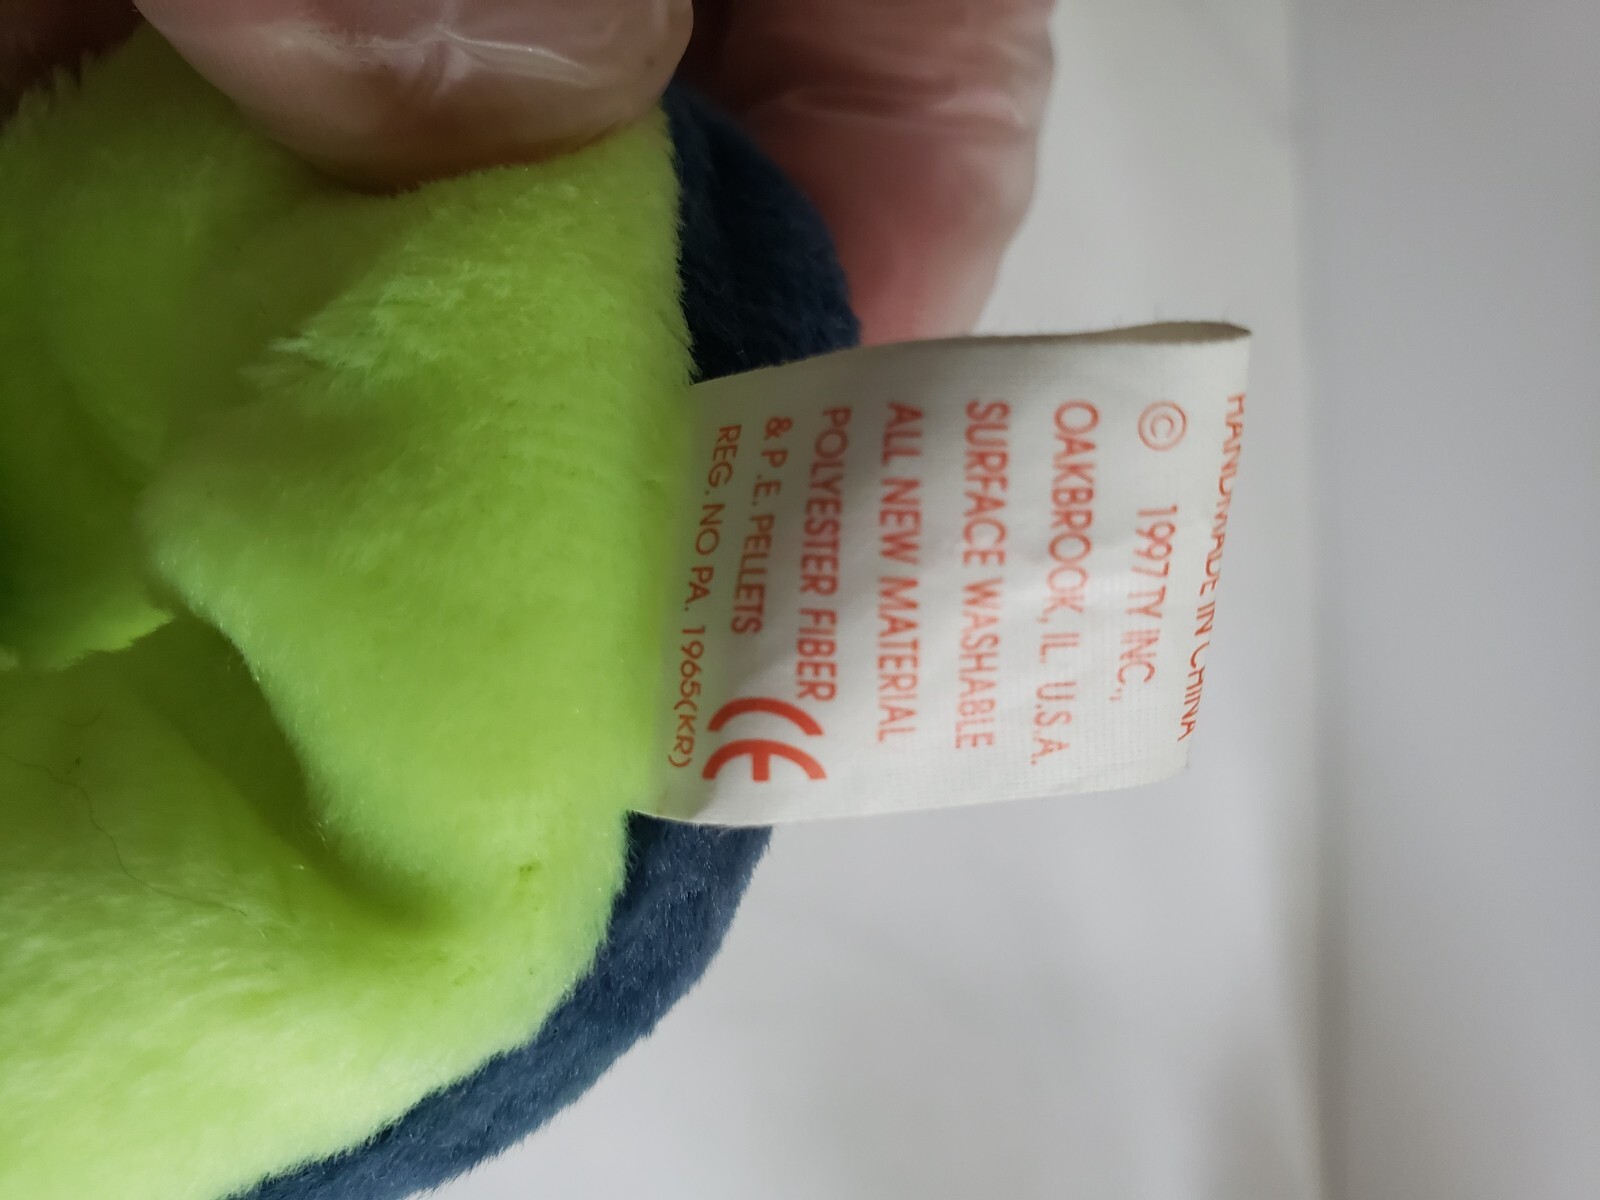 HANDMADE IN CHINA
© 1997 TY INC.,
OAKBROOK, IL. U.S.A.
SURFACE WASHABLE
ALL NEW MATERIAL
POLYESTER FIBER
& P.E. PELLETS CE
REG. NO PA. 1965(KR)